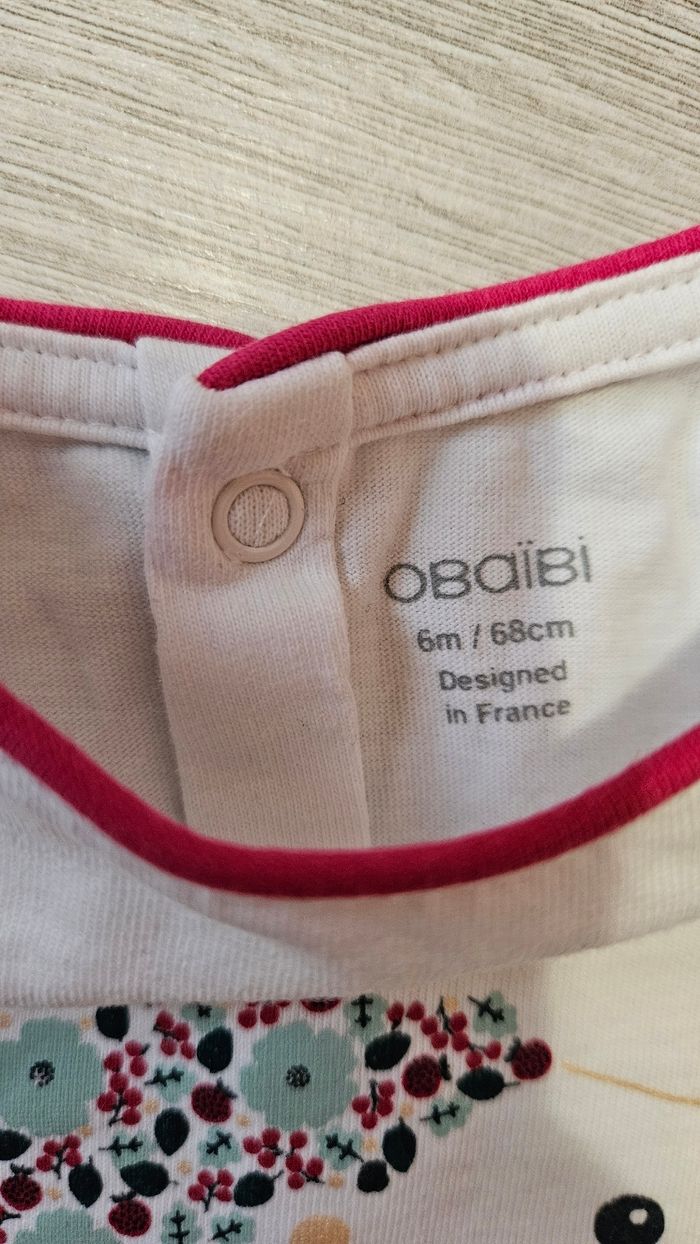 OBaïBi
6m / 68cm
Designed
in France